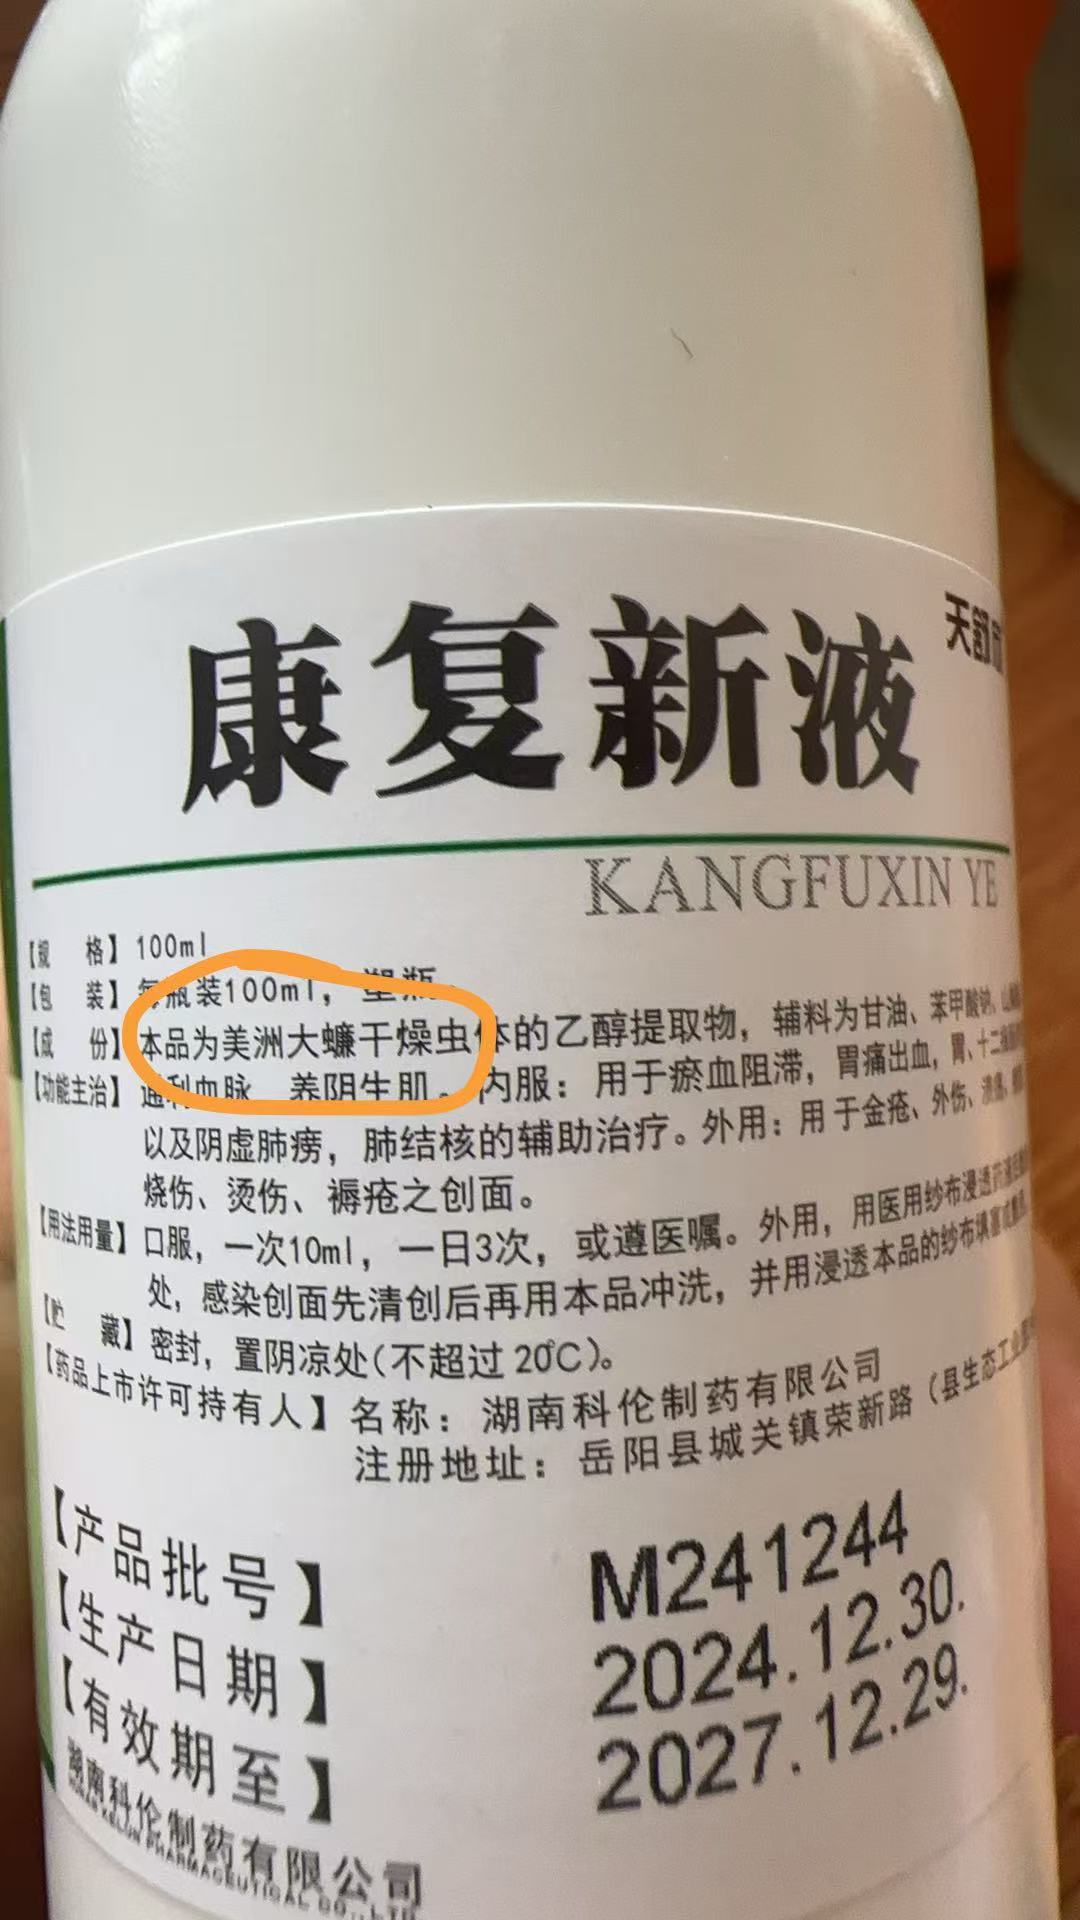 康复新液
天舒
KANGFUXIN YE
【规 格】100ml
【包 装】每瓶装100ml，塑瓶。
【成 份】本品为美洲大蠊干燥虫体的乙醇提取物，辅料为甘油、苯甲酸钠、山
【功能主治】通利血脉，养阴生肌。内服：用于瘀血阻滞，胃痛出血，胃、十二
以及阴虚肺痨，肺结核的辅助治疗。外用：用于金疮、外伤、溃疡、
烧伤、烫伤、褥疮之创面。
【用法用量】口服，一次10ml，一日3次，或遵医嘱。外用，用医用纱布浸透药液
处，感染创面先清创后再用本品冲洗，并用浸透本品的纱布填塞
【贮 藏】密封，置阴凉处(不超过20℃)。
【药品上市许可持有人】名称：湖南科伦制药有限公司
注册地址：岳阳县城关镇荣新路（县生态工业
【产品批号】 M241244
【生产日期】 2024.12.30.
【有效期至】 2027.12.29.
湖南科伦制药有限公司
HUNAN KELUN PHARMACEUTICAL CO., LTD